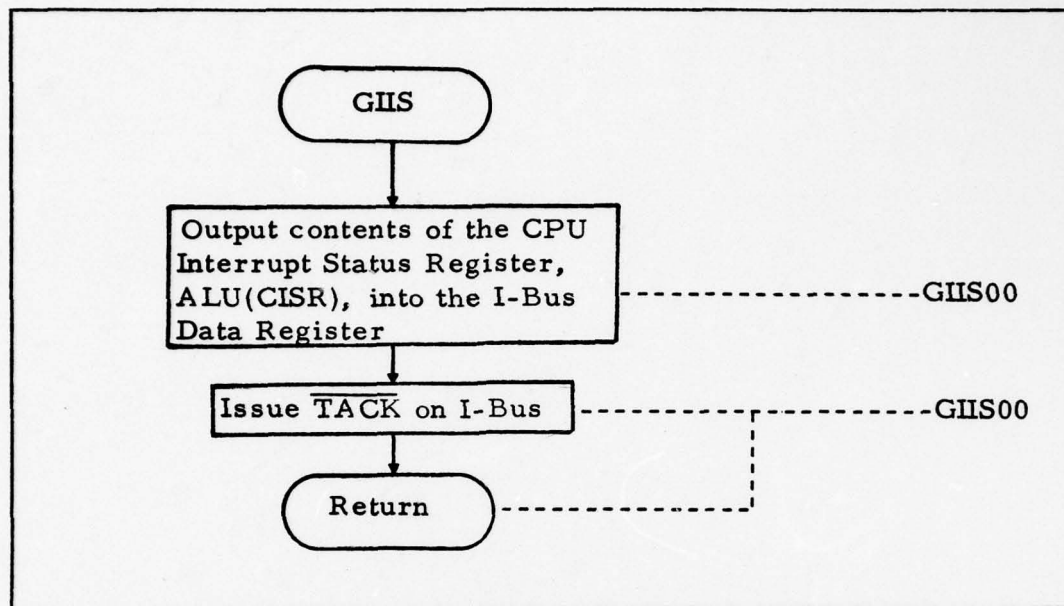 GIIS
Output contents of the CPU
Interrupt Status Register,
ALU(CISR), into the I-Bus
Data Register
GIIS00
Issue T̅A̅C̅K̅ on I-Bus
GIIS00
Return